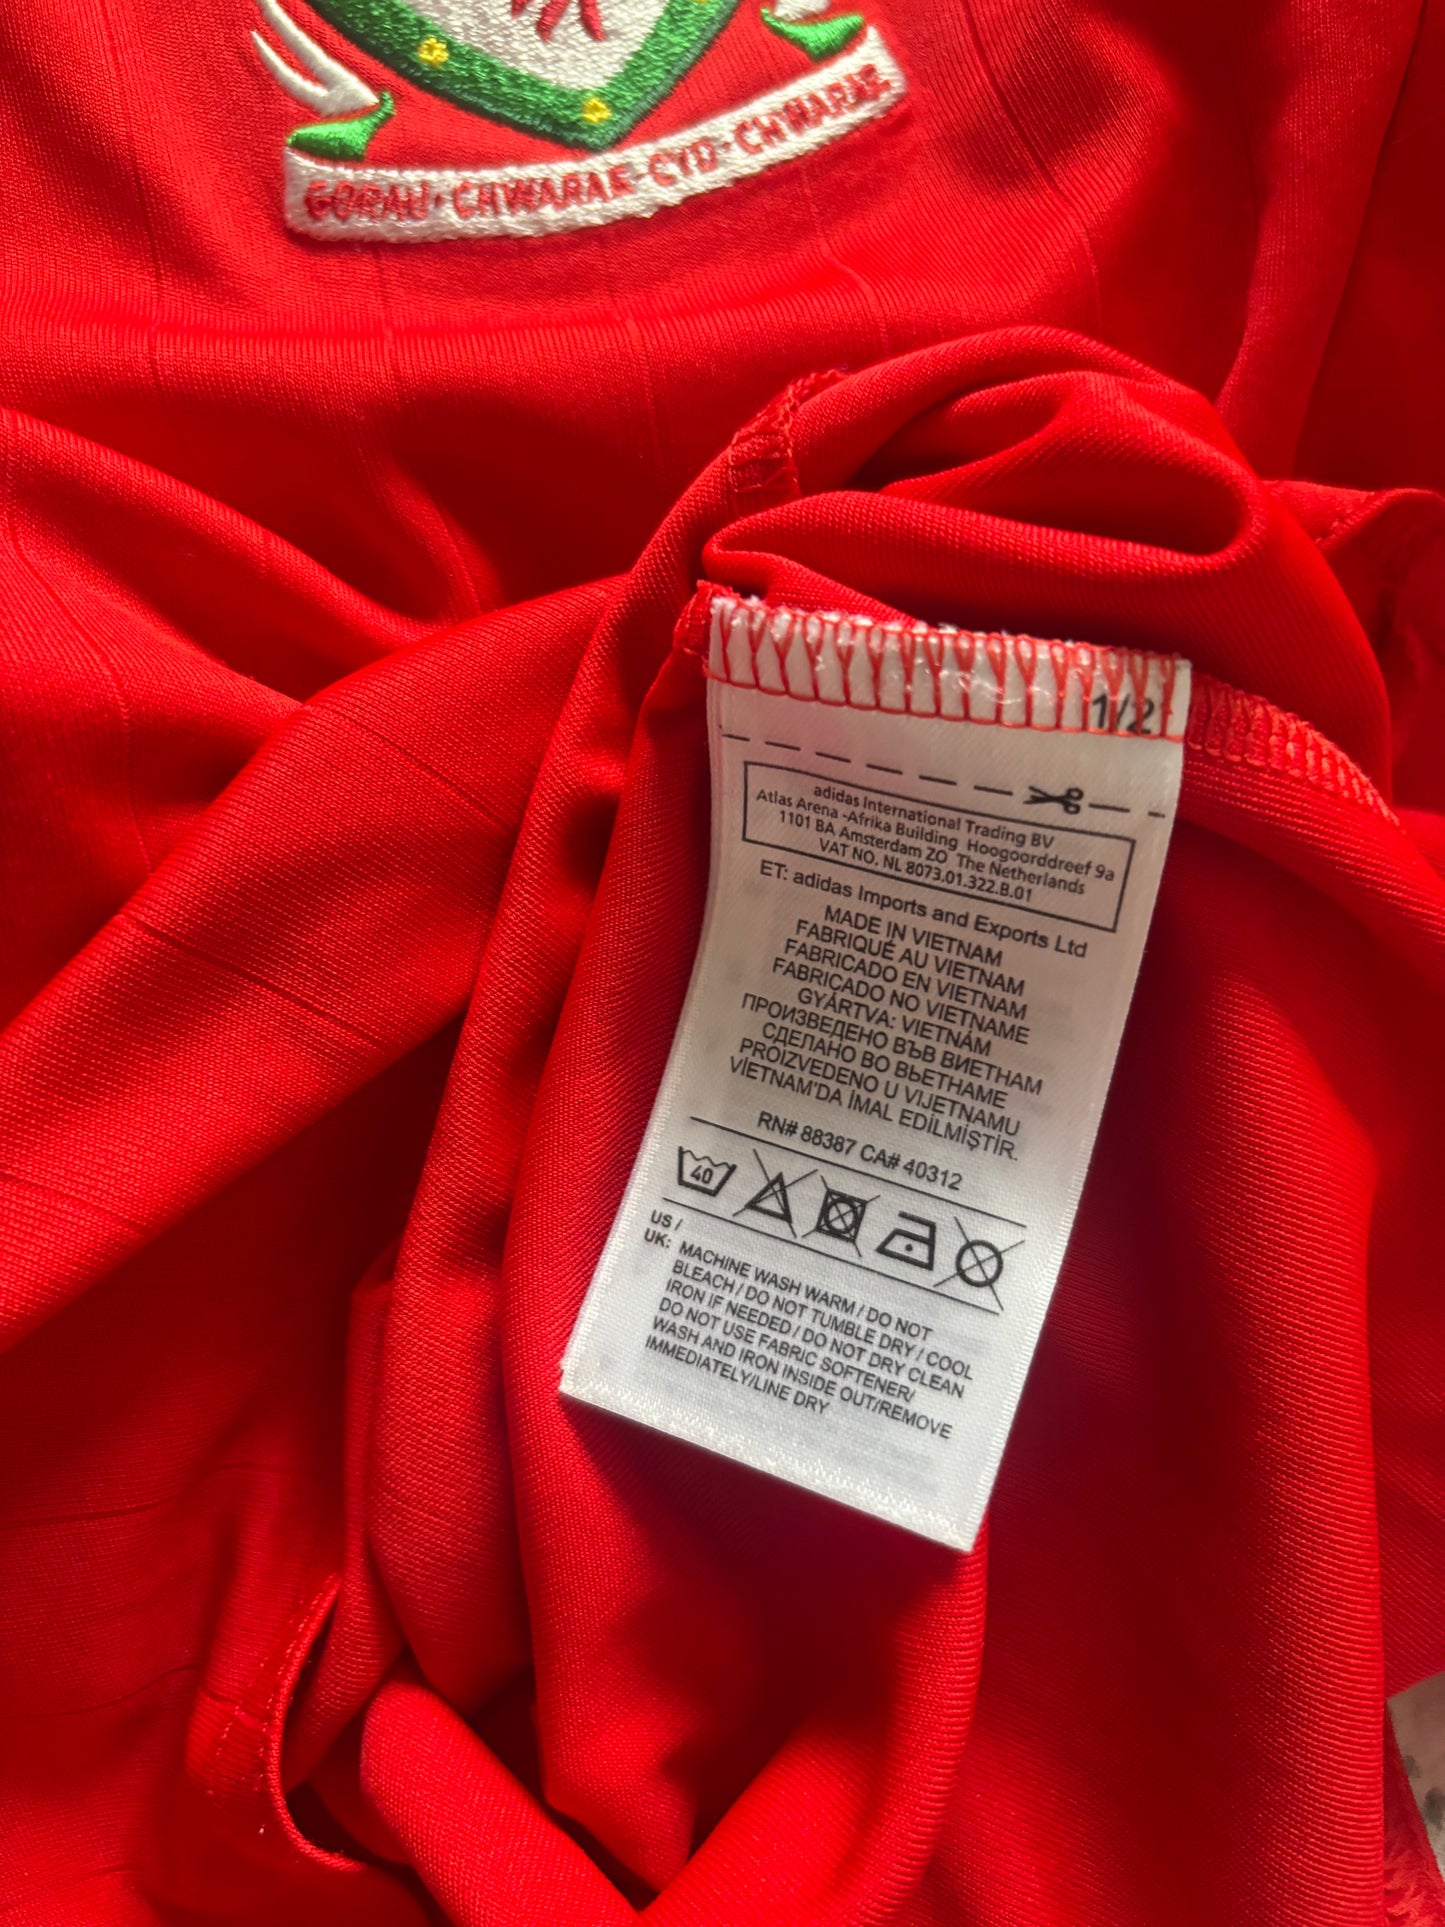 GORAU · CHWARAE · CYD · CHWARAE
1/2
adidas International Trading BV
Atlas Arena -Afrika Building Hoogoorddreef 9a
1101 BA Amsterdam ZO The Netherlands
VAT NO. NL 8073.01.322.B.01
ET: adidas Imports and Exports Ltd
MADE IN VIETNAM
FABRIQUÉ AU VIETNAM
FABRICADO EN VIETNAM
FABRICADO NO VIETNAME
GYÁRTVA: VIETNÁM
ПРОИЗВЕДЕНО ВЪВ ВИЕТНАМ
СДЕЛАНО ВО ВЬЕТНАМЕ
PROIZVEDENO U VIJETNAMU
VİETNAM'DA İMAL EDİLMİŞTİR.
RN# 88387 CA# 40312
40
US /
UK: MACHINE WASH WARM / DO NOT
BLEACH / DO NOT TUMBLE DRY / COOL
IRON IF NEEDED / DO NOT DRY CLEAN
DO NOT USE FABRIC SOFTENER/
WASH AND IRON INSIDE OUT/REMOVE
IMMEDIATELY/LINE DRY